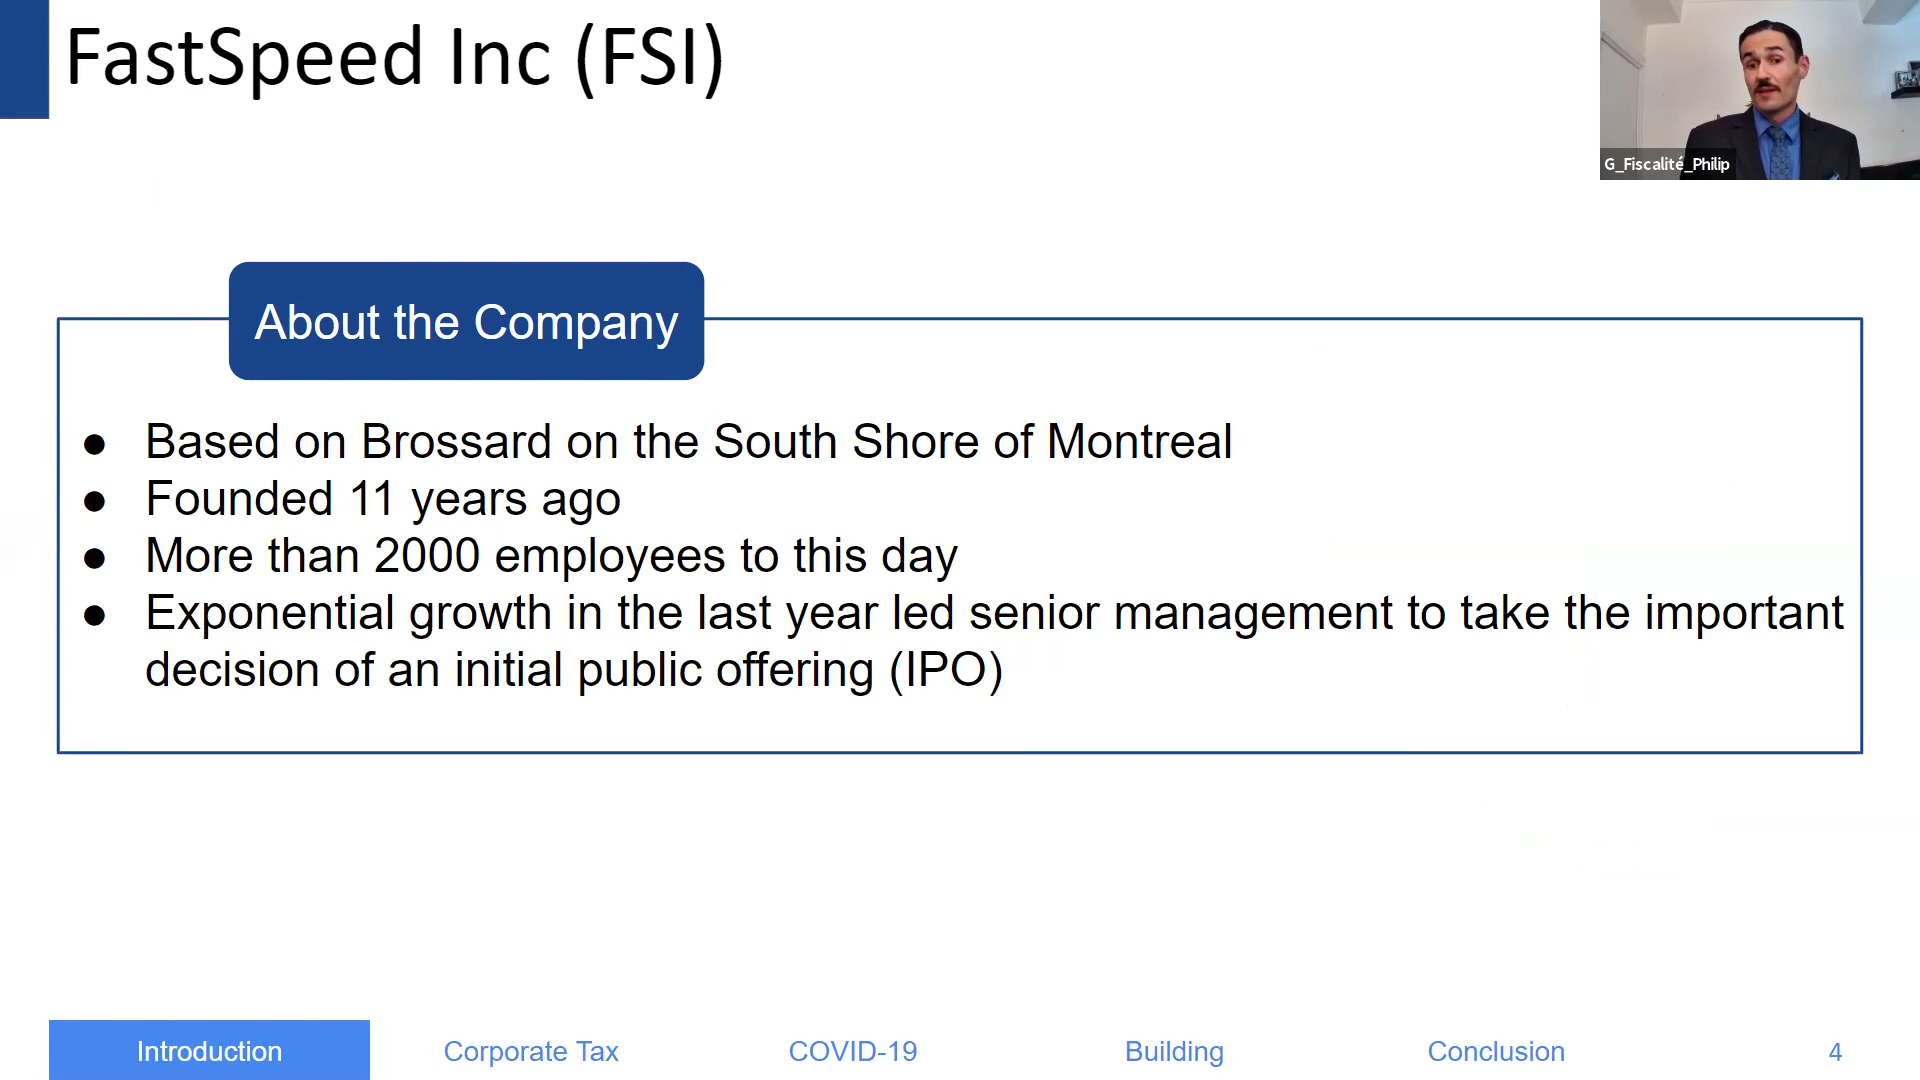 FastSpeed Inc (FSI)
G_Fiscalité_Philip
About the Company
● Based on Brossard on the South Shore of Montreal
● Founded 11 years ago
● More than 2000 employees to this day
● Exponential growth in the last year led senior management to take the important
decision of an initial public offering (IPO)
Introduction Corporate Tax COVID-19 Building Conclusion 4